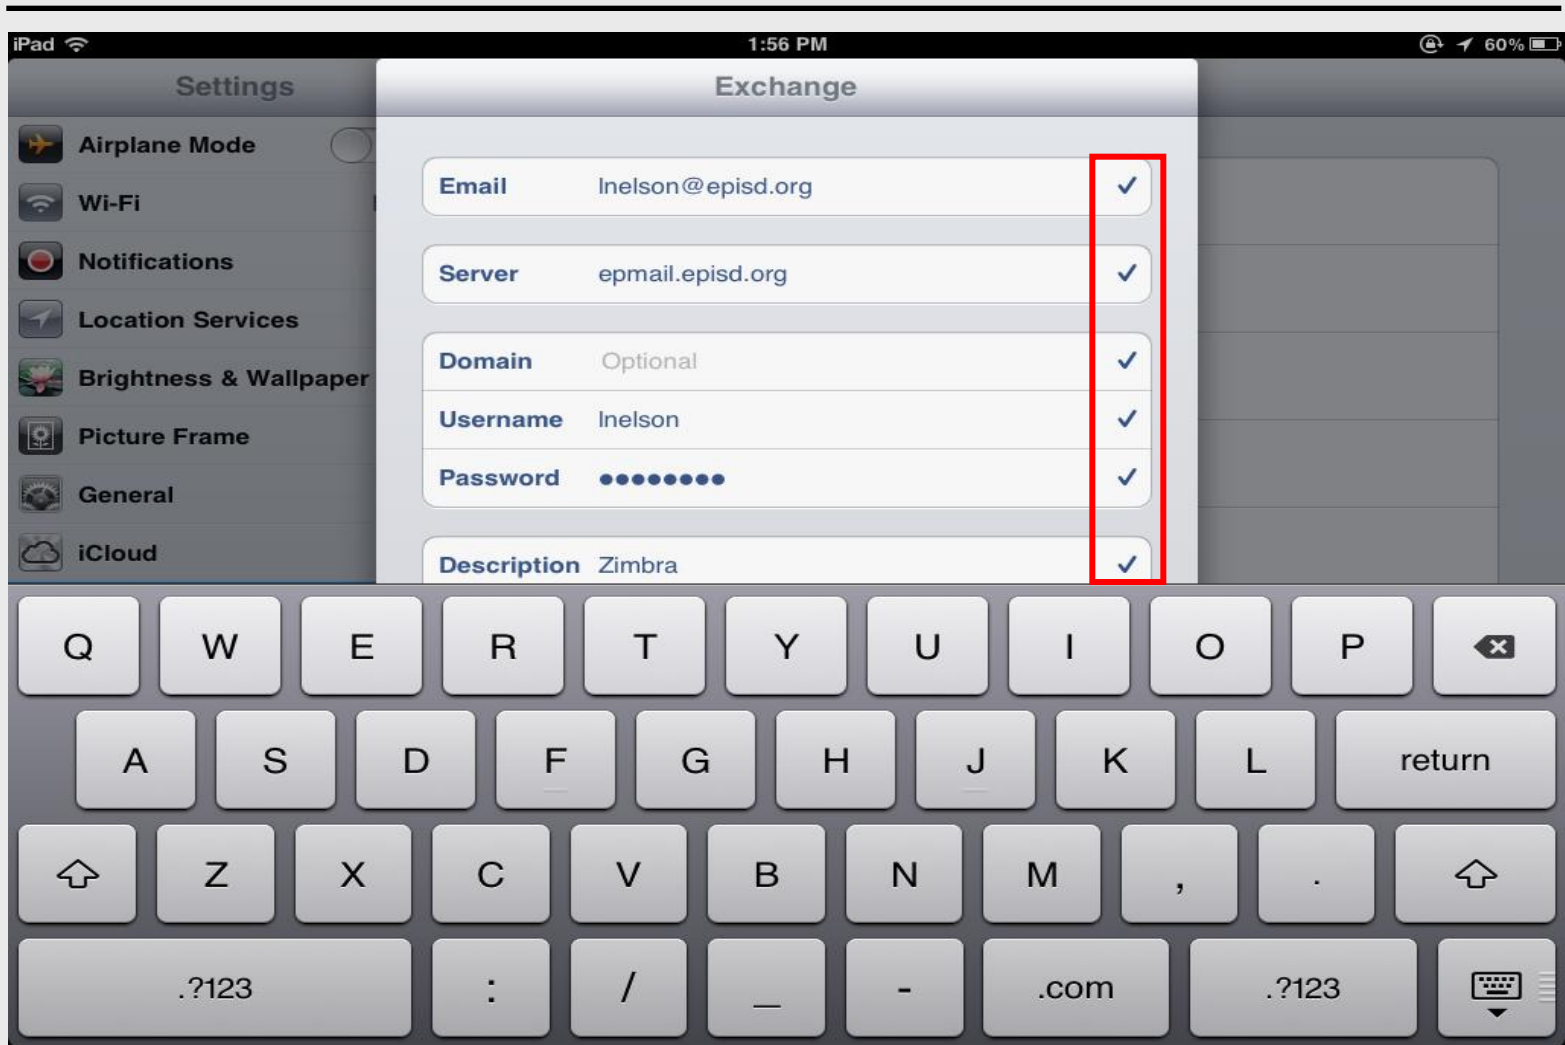 iPad 1:56 PM 60%
Settings Exchange
Airplane Mode
Wi-Fi
Notifications
Location Services
Brightness & Wallpaper
Picture Frame
General
iCloud
Email lnelson@episd.org
Server epmail.episd.org
Domain Optional
Username lnelson
Password ••••••••
Description Zimbra
Q W E R T Y U I O P
A S D F G H J K L return
Z X C V B N M , .
.?123 : / _ - .com .?123